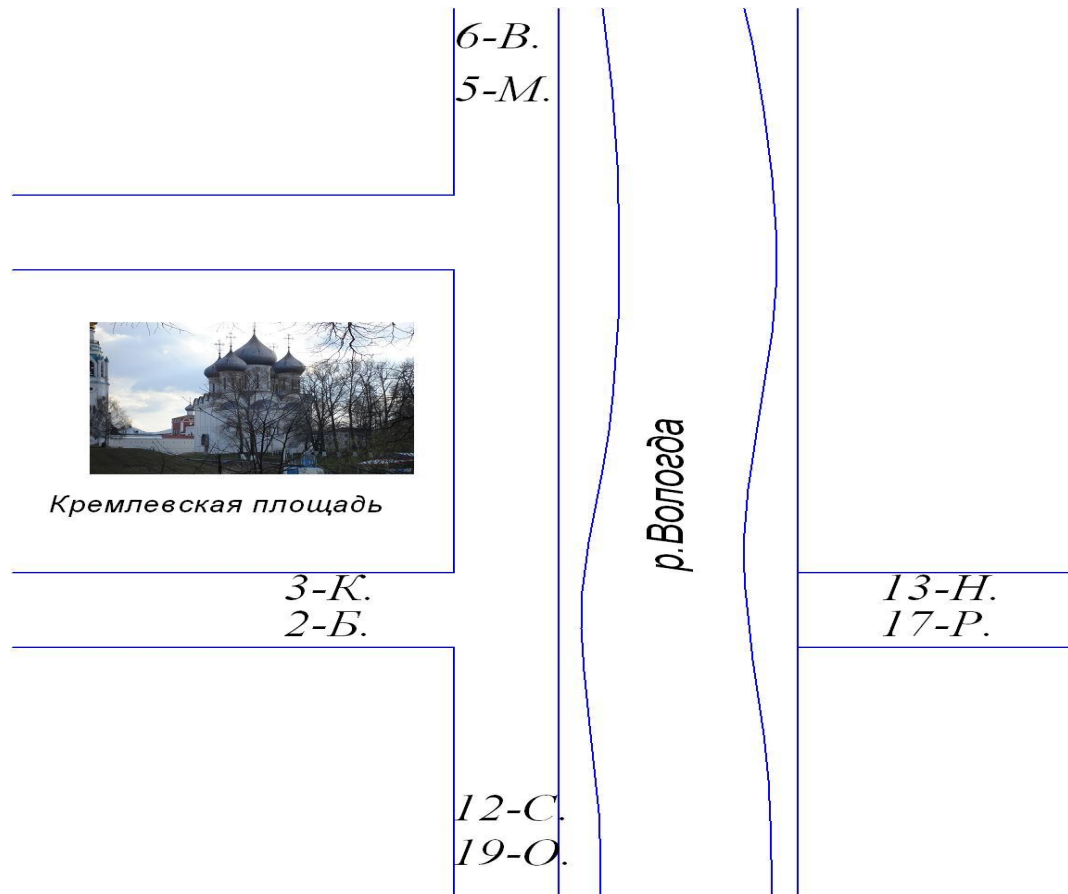 6-В.
5-М.
р.Вологда
Кремлевская площадь
3-К.
2-Б.
13-Н.
17-Р.
12-С.
19-О.